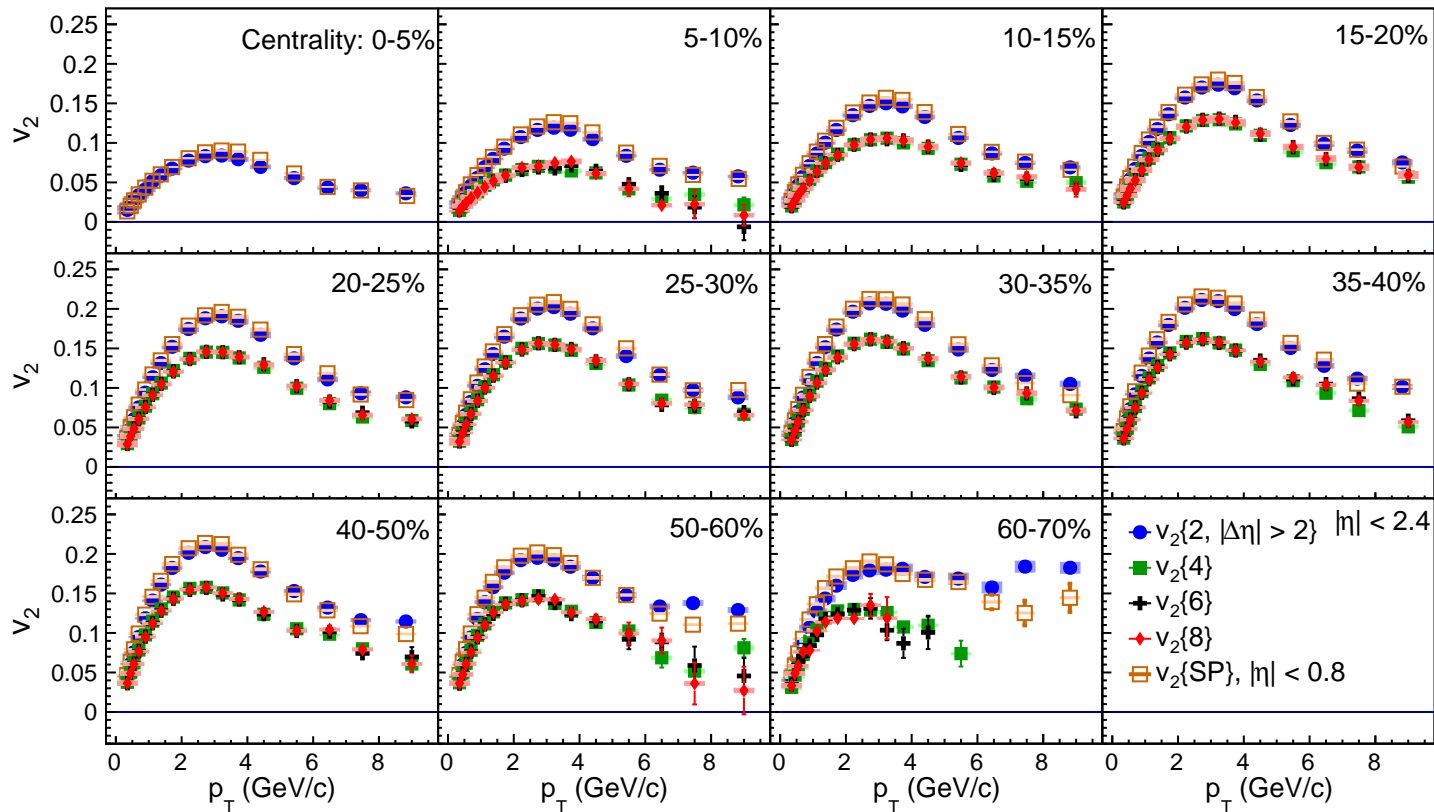 Centrality: 0-5%
5-10%
10-15%
15-20%
v₂
0.25
0.2
0.15
0.1
0.05
0
20-25%
25-30%
30-35%
35-40%
v₂
0.25
0.2
0.15
0.1
0.05
0
40-50%
50-60%
60-70%
v₂
0.25
0.2
0.15
0.1
0.05
0
v₂{2, |Δη| > 2} |η| < 2.4
v₂{4}
v₂{6}
v₂{8}
v₂{SP}, |η| < 0.8
0 2 4 6 8
0 2 4 6 8
0 2 4 6 8
0 2 4 6 8
p_T (GeV/c)
p_T (GeV/c)
p_T (GeV/c)
p_T (GeV/c)